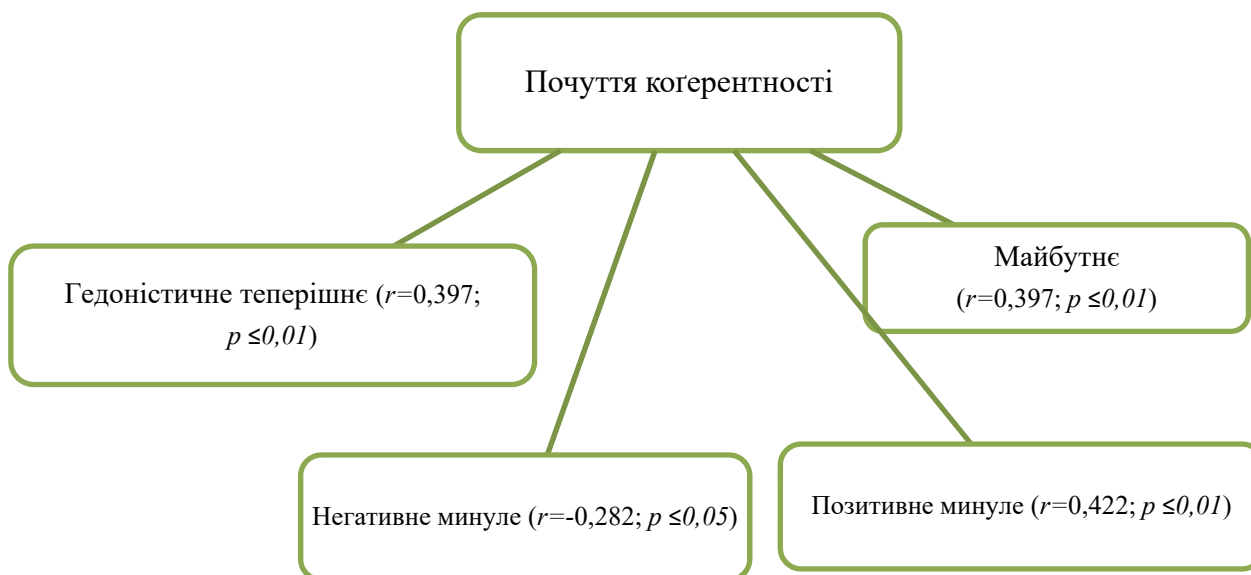 Почуття коґерентності
Гедоністичне теперішнє (r=0,397;
p ≤0,01)
Майбутнє
(r=0,397; p ≤0,01)
Негативне минуле (r=-0,282; p ≤0,05)
Позитивне минуле (r=0,422; p ≤0,01)